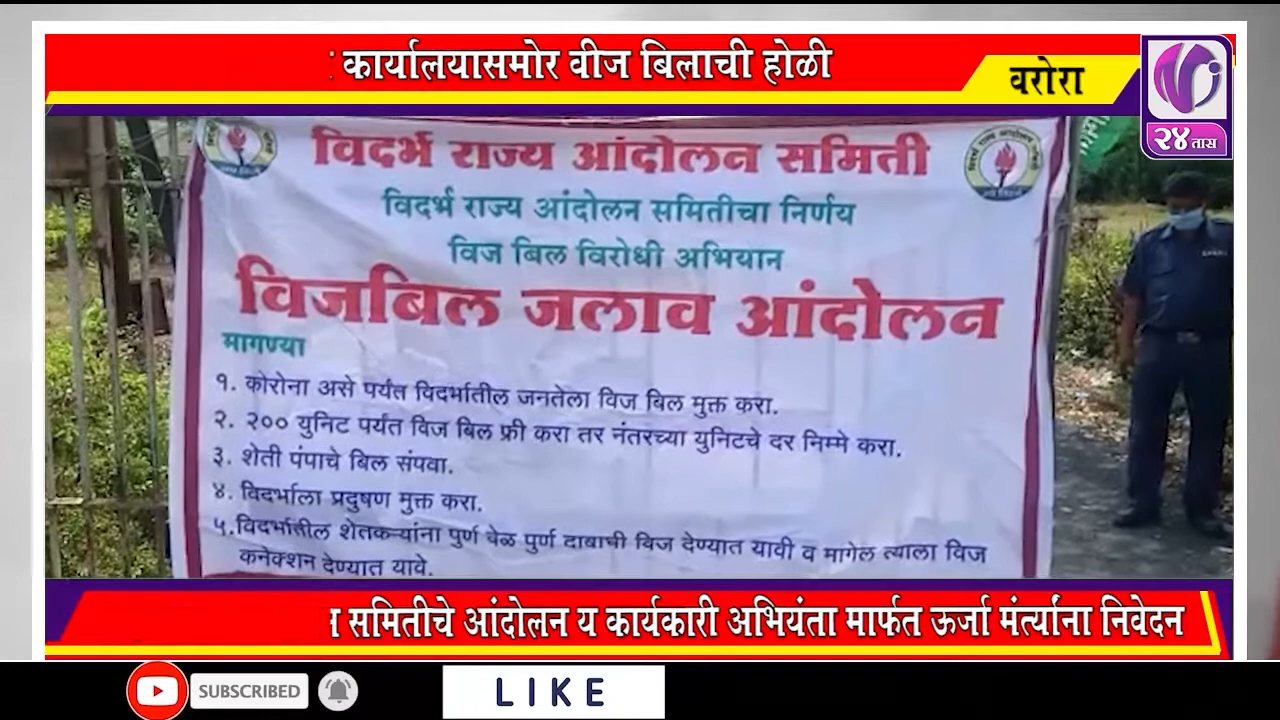 कार्यालयासमोर वीज बिलाची होळी
वरोरा
२४ तास
विदर्भ राज्य आंदोलन समिती
विदर्भ राज्य आंदोलन समितीचा निर्णय
विज बिल विरोधी अभियान
विजबिल जलाव आंदोलन
मागण्या
१. कोरोना असे पर्यंत विदर्भातील जनतेला विज बिल मुक्त करा.
२. २०० युनिट पर्यंत विज बिल फ्री करा तर नंतरच्या युनिटचे दर निम्मे करा.
३. शेती पंपाचे बिल संपवा.
४. विदर्भाला प्रदुषण मुक्त करा.
५.विदर्भातील शेतकऱ्यांना पुर्ण वेळ पुर्ण दाबाची विज देण्यात यावी व मागेल त्याला विज
कनेक्शन देण्यात यावे.
समितीचे आंदोलन य कार्यकारी अभियंता मार्फत ऊर्जा मंर्त्यांना निवेदन
SUBSCRIBED
LIKE